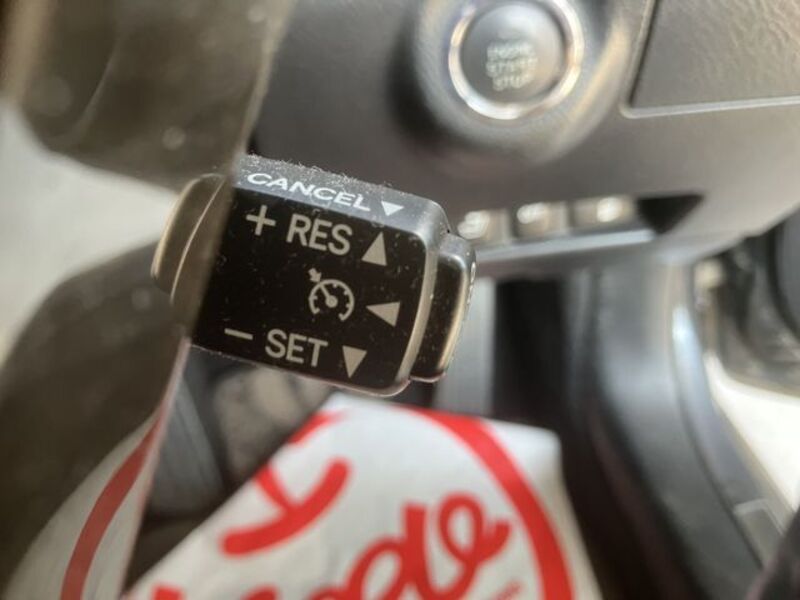 ENGINE
START
STOP
CANCEL
+ RES
- SET